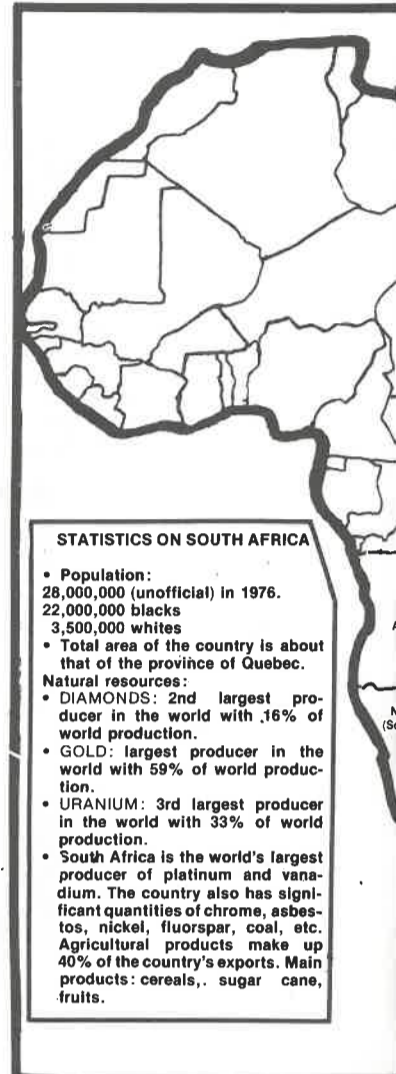 STATISTICS ON SOUTH AFRICA
• Population:
28,000,000 (unofficial) in 1976.
22,000,000 blacks
3,500,000 whites
• Total area of the country is about
that of the province of Quebec.
Natural resources:
• DIAMONDS: 2nd largest pro-
ducer in the world with 16% of
world production.
• GOLD: largest producer in the
world with 59% of world produc-
tion.
• URANIUM: 3rd largest producer
in the world with 33% of world
production.
• South Africa is the world's largest
producer of platinum and vana-
dium. The country also has signi-
ficant quantities of chrome, asbes-
tos, nickel, fluorspar, coal, etc.
Agricultural products make up
40% of the country's exports. Main
products: cereals,. sugar cane,
fruits.